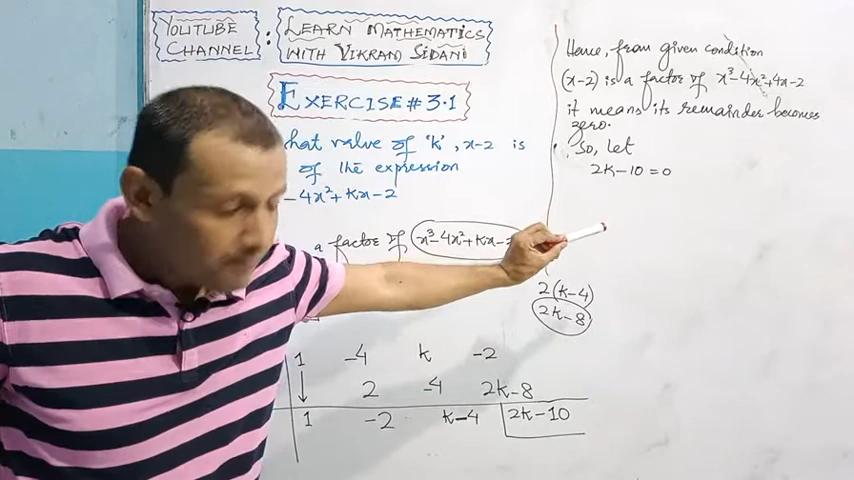 YOUTUBE CHANNEL :
LEARN MATHEMATICS
WITH VIKRAM SIDANI
EXERCISE # 3.1
hat value of 'k', x-2 is
of the expression
-4x²+kx-2
a factor of x³-4x²+kx-
2(k-4)
2k-8
1 -4 k -2
2 -4 2k-8
1 -2 k-4 2k-10
Hence, from given condition
(x-2) is a factor of x³-4x²+4x-2
it means its remainder becomes
zero.
So, let
2k-10=0